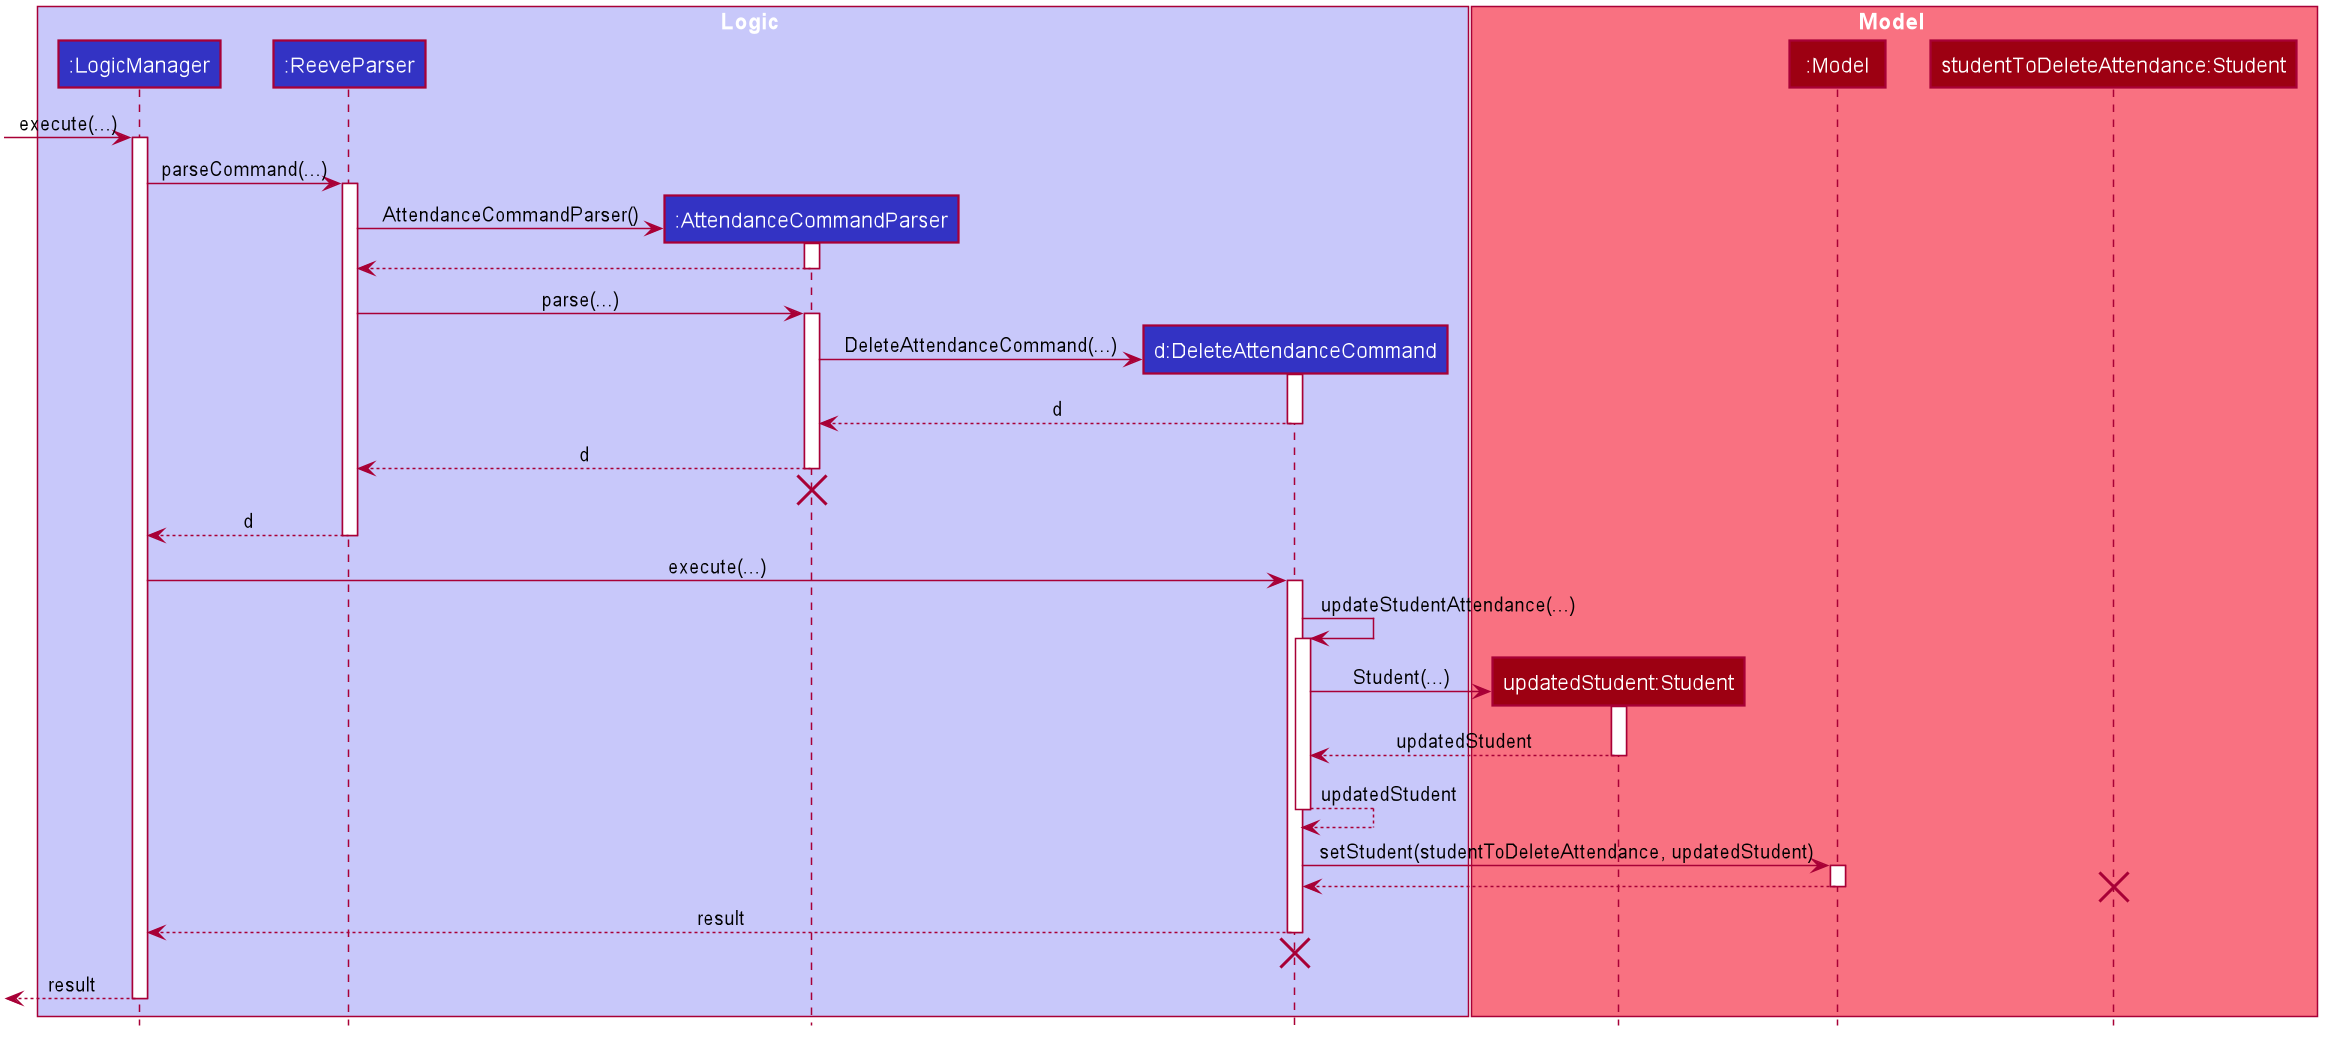 Logic
Model
:LogicManager
:ReeveParser
:Model
studentToDeleteAttendance:Student
execute(...)
parseCommand(...)
AttendanceCommandParser()
:AttendanceCommandParser
parse(...)
DeleteAttendanceCommand(...)
d:DeleteAttendanceCommand
d
d
d
execute(...)
updateStudentAttendance(...)
Student(...)
updatedStudent:Student
updatedStudent
updatedStudent
setStudent(studentToDeleteAttendance, updatedStudent)
result
result